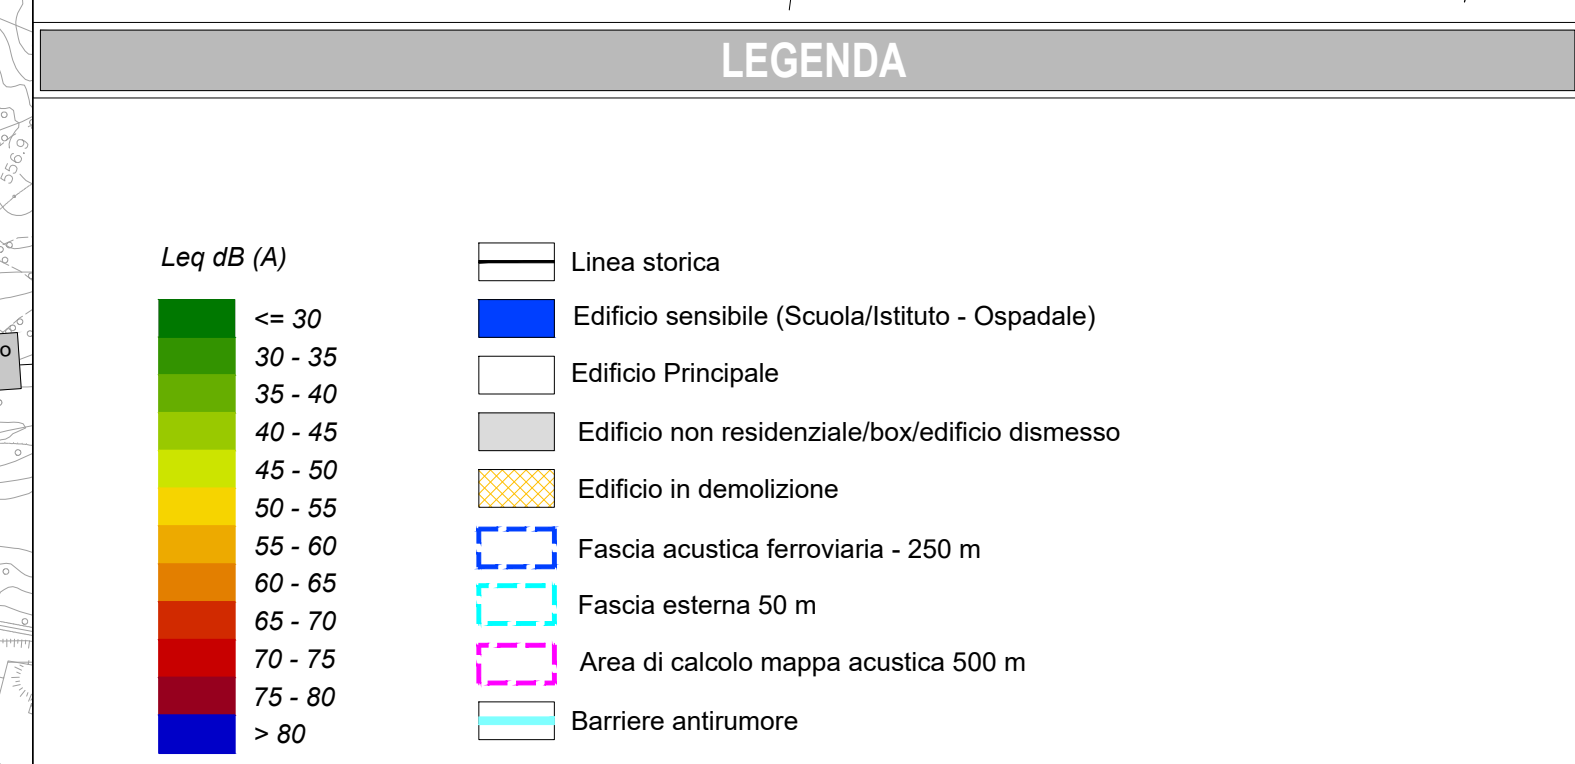 LEGENDA
556.9
o
Leq dB (A)
<= 30
30 - 35
35 - 40
40 - 45
45 - 50
50 - 55
55 - 60
60 - 65
65 - 70
70 - 75
75 - 80
> 80
Linea storica
Edificio sensibile (Scuola/Istituto - Ospadale)
Edificio Principale
Edificio non residenziale/box/edificio dismesso
Edificio in demolizione
Fascia acustica ferroviaria - 250 m
Fascia esterna 50 m
Area di calcolo mappa acustica 500 m
Barriere antirumore